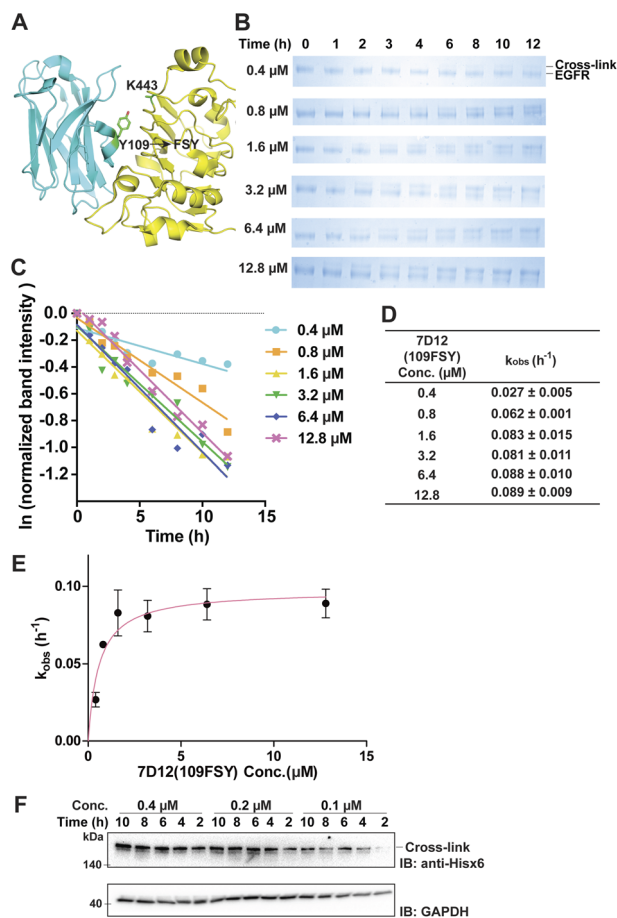 A
K443
Y109 → FSY
B
Time (h) 0 1 2 3 4 6 8 10 12
0.4 μM
Cross-link
EGFR
0.8 μM
1.6 μM
3.2 μM
6.4 μM
12.8 μM
C
ln (normalized band intensity )
0.0
-0.2
-0.4
-0.6
-0.8
-1.0
-1.2
0 5 10 15
Time (h)
0.4 μM
0.8 μM
1.6 μM
3.2 μM
6.4 μM
12.8 μM
D
7D12
(109FSY)
Conc. (μM)
kobs (h-1)
0.4 0.027 ± 0.005
0.8 0.062 ± 0.001
1.6 0.083 ± 0.015
3.2 0.081 ± 0.011
6.4 0.088 ± 0.010
12.8 0.089 ± 0.009
E
kobs (h-1)
0.10
0.05
0.00
0 5 10 15
7D12(109FSY) Conc.(μM)
F
Conc. 0.4 μM 0.2 μM 0.1 μM
Time (h) 10 8 6 4 2 10 8 6 4 2 10 8 6 4 2
kDa
140
Cross-link
IB: anti-Hisx6
40
IB: GAPDH